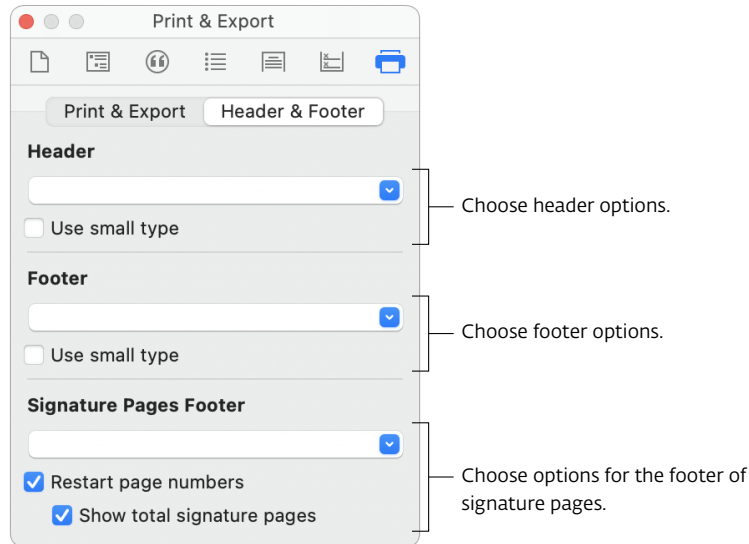 Print & Export
Print & Export
Header & Footer
Header
Choose header options.
Use small type
Footer
Choose footer options.
Use small type
Signature Pages Footer
Restart page numbers
Show total signature pages
Choose options for the footer of
signature pages.